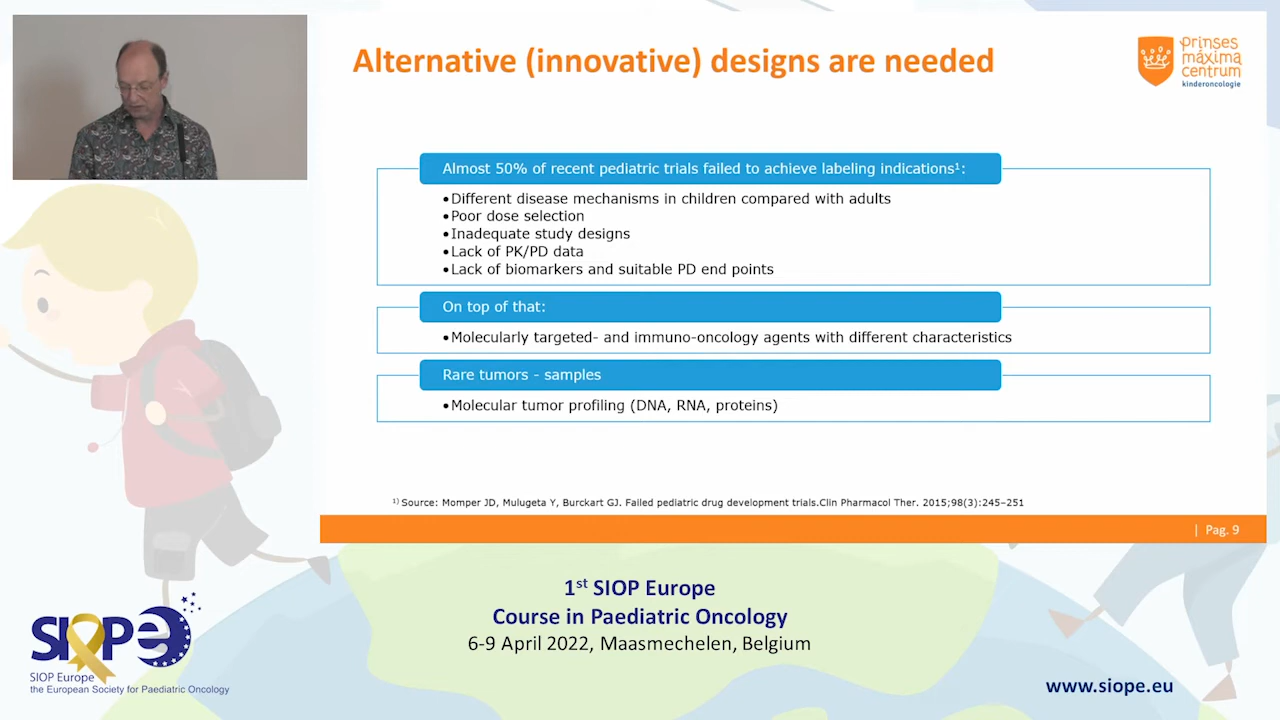 Alternative (innovative) designs are needed
prinses
máxima
centrum
kinderoncologie
Almost 50% of recent pediatric trials failed to achieve labeling indications¹:
•Different disease mechanisms in children compared with adults
•Poor dose selection
•Inadequate study designs
•Lack of PK/PD data
•Lack of biomarkers and suitable PD end points
On top of that:
•Molecularly targeted- and immuno-oncology agents with different characteristics
Rare tumors - samples
•Molecular tumor profiling (DNA, RNA, proteins)
¹⁾ Source: Momper JD, Mulugeta Y, Burckart GJ. Failed pediatric drug development trials.Clin Pharmacol Ther. 2015;98(3):245–251
| Pag. 9
1st SIOP Europe
Course in Paediatric Oncology
6-9 April 2022, Maasmechelen, Belgium
SIOPe
SIOP Europe
the European Society for Paediatric Oncology
www.siope.eu